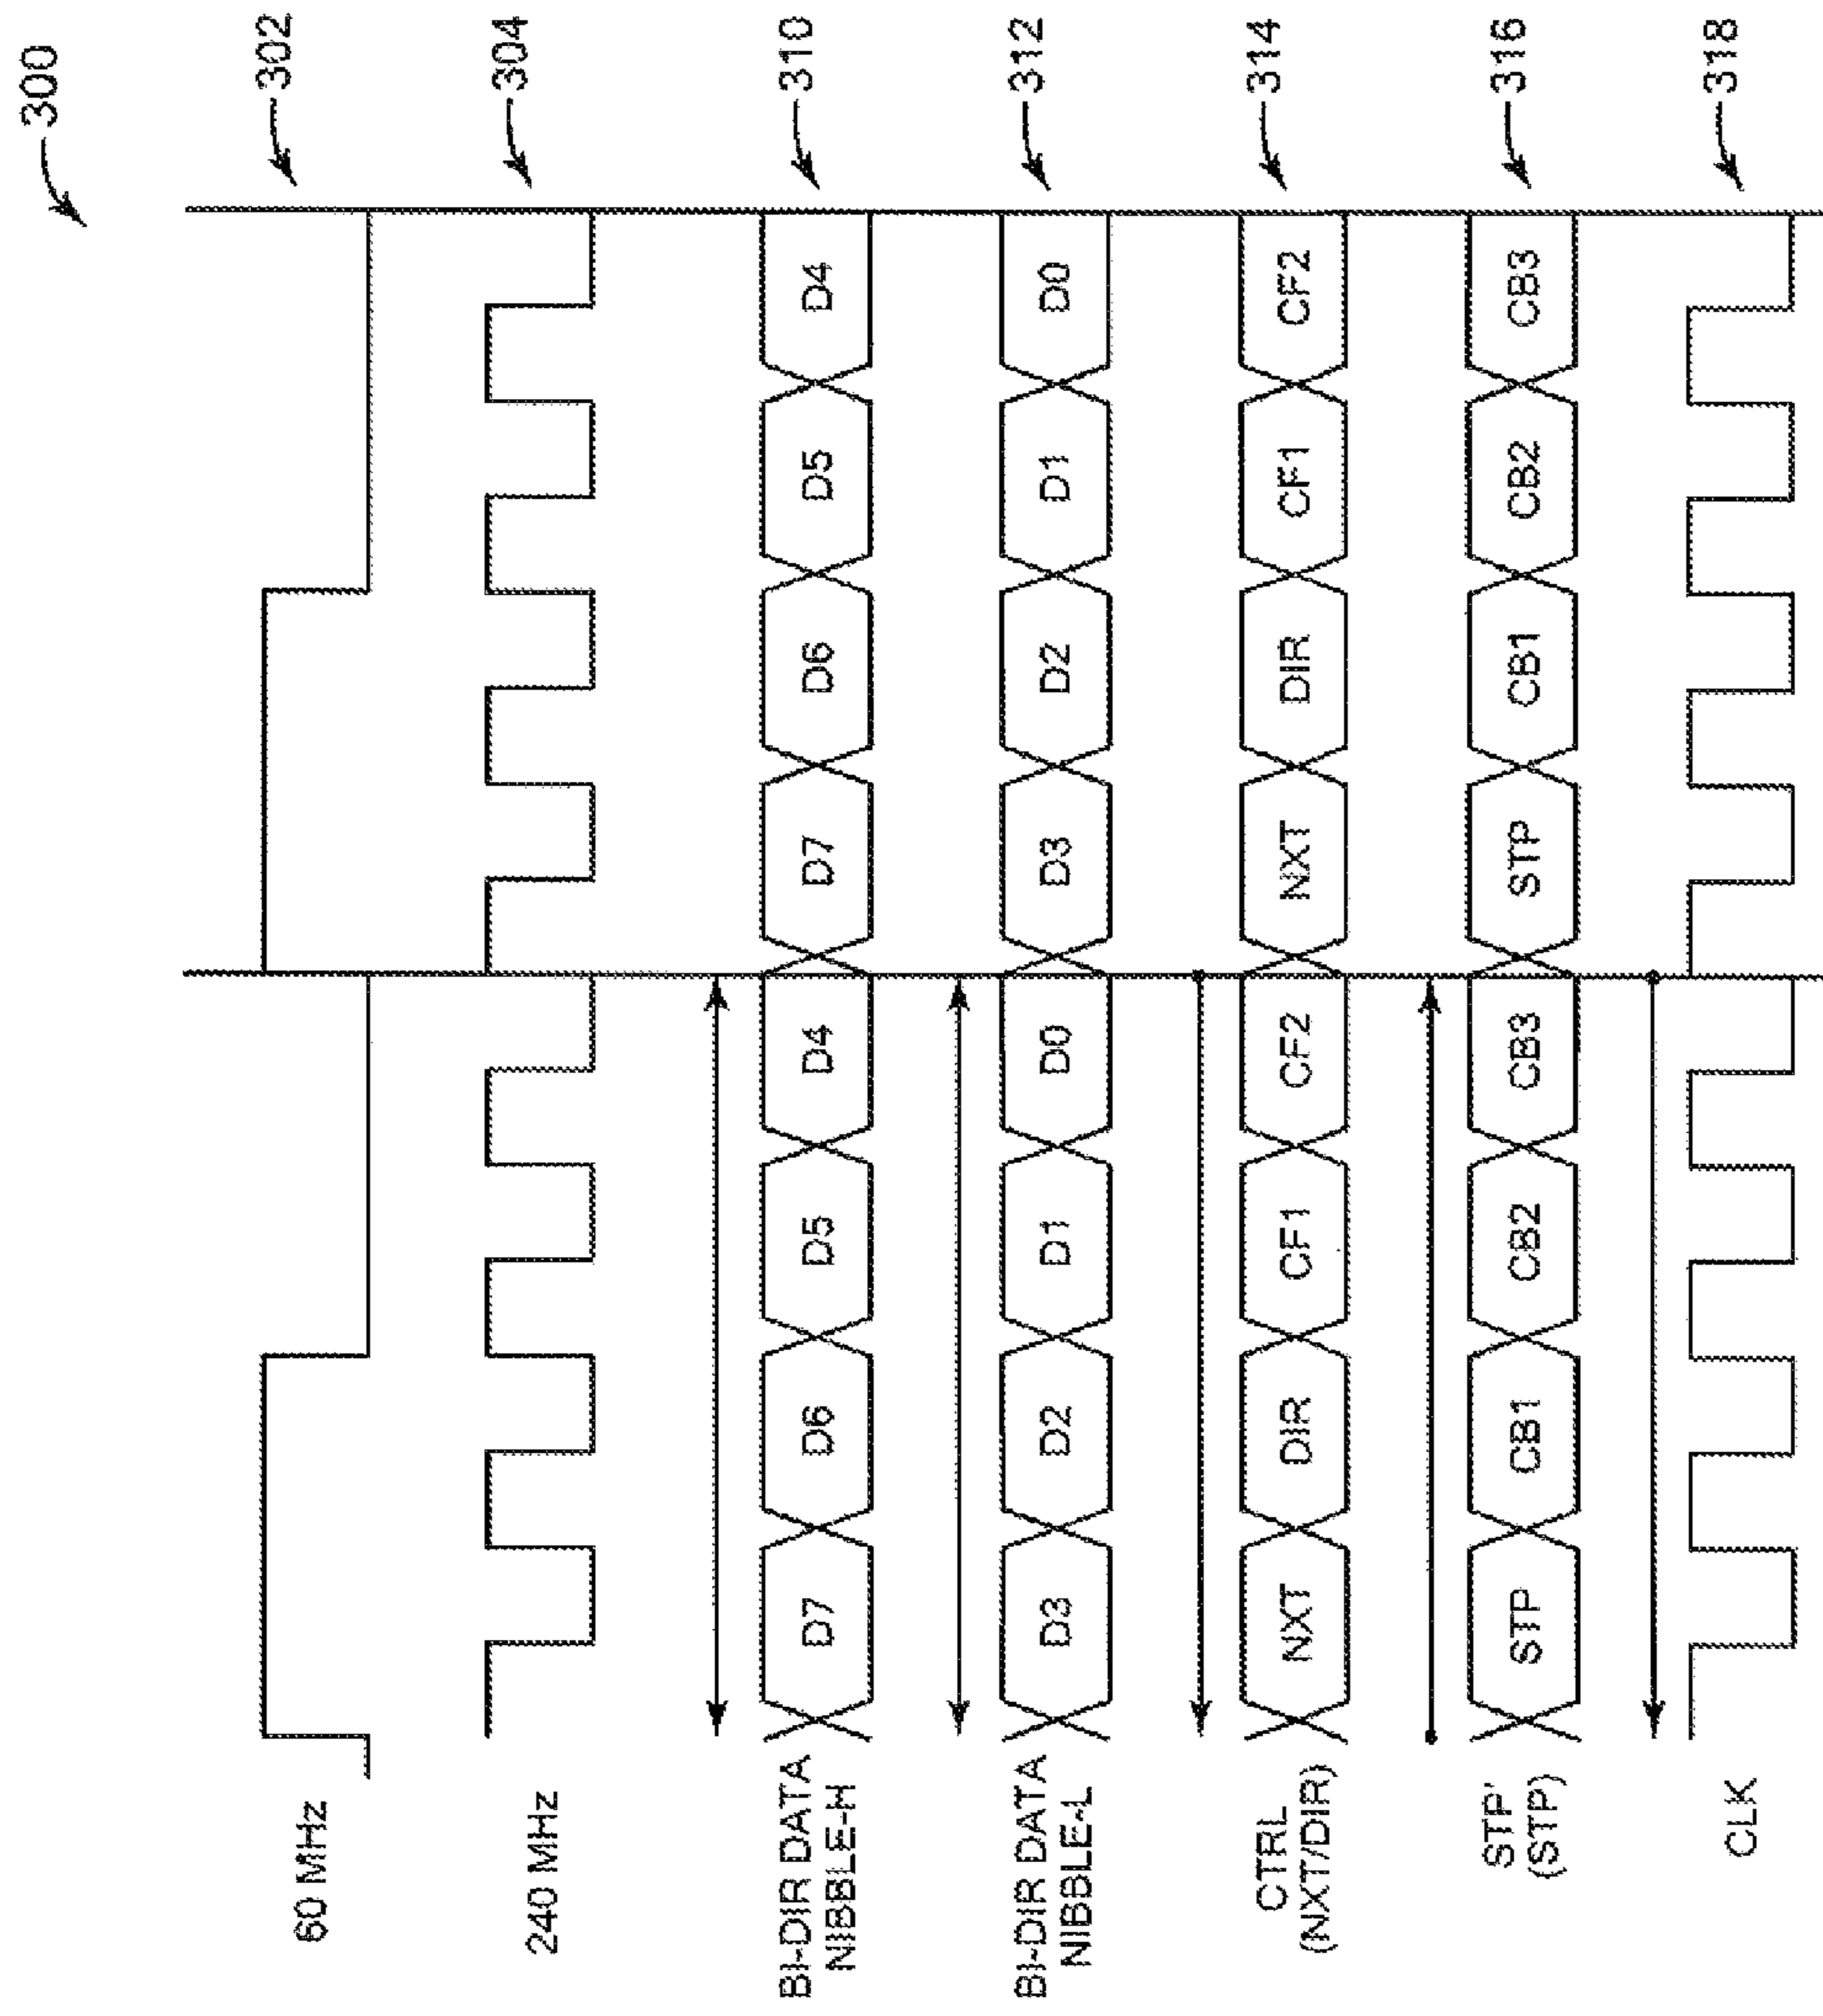 300
60 MHz
302
240 MHz
304
BI-DIR DATA
NIBBLE-H
D7 D6 D5 D4 D7 D6 D5 D4
310
BI-DIR DATA
NIBBLE-L
D3 D2 D1 D0 D3 D2 D1 D0
312
CTRL
(NXT/DIR)
NXT DIR CF1 CF2 NXT DIR CF1 CF2
314
STP'
(STP)
STP CB1 CB2 CB3 STP CB1 CB2 CB3
316
CLK
318